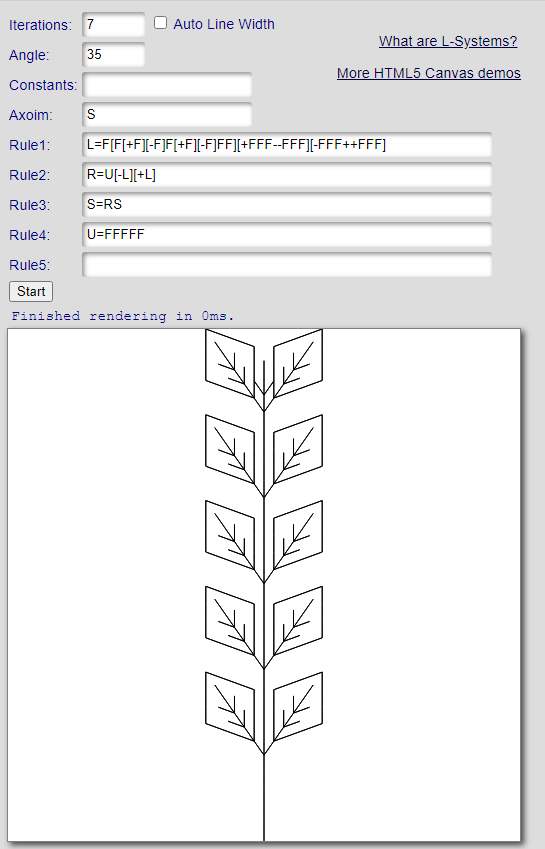 Iterations: 7 Auto Line Width
What are L-Systems?
Angle: 35
More HTML5 Canvas demos
Constants:
Axoim: S
Rule1: L=F[F[+F][-F]F[+F][-F]FF][+FFF--FFF][-FFF++FFF]
Rule2: R=U[-L][+L]
Rule3: S=RS
Rule4: U=FFFFF
Rule5:
Start
Finished rendering in 0ms.